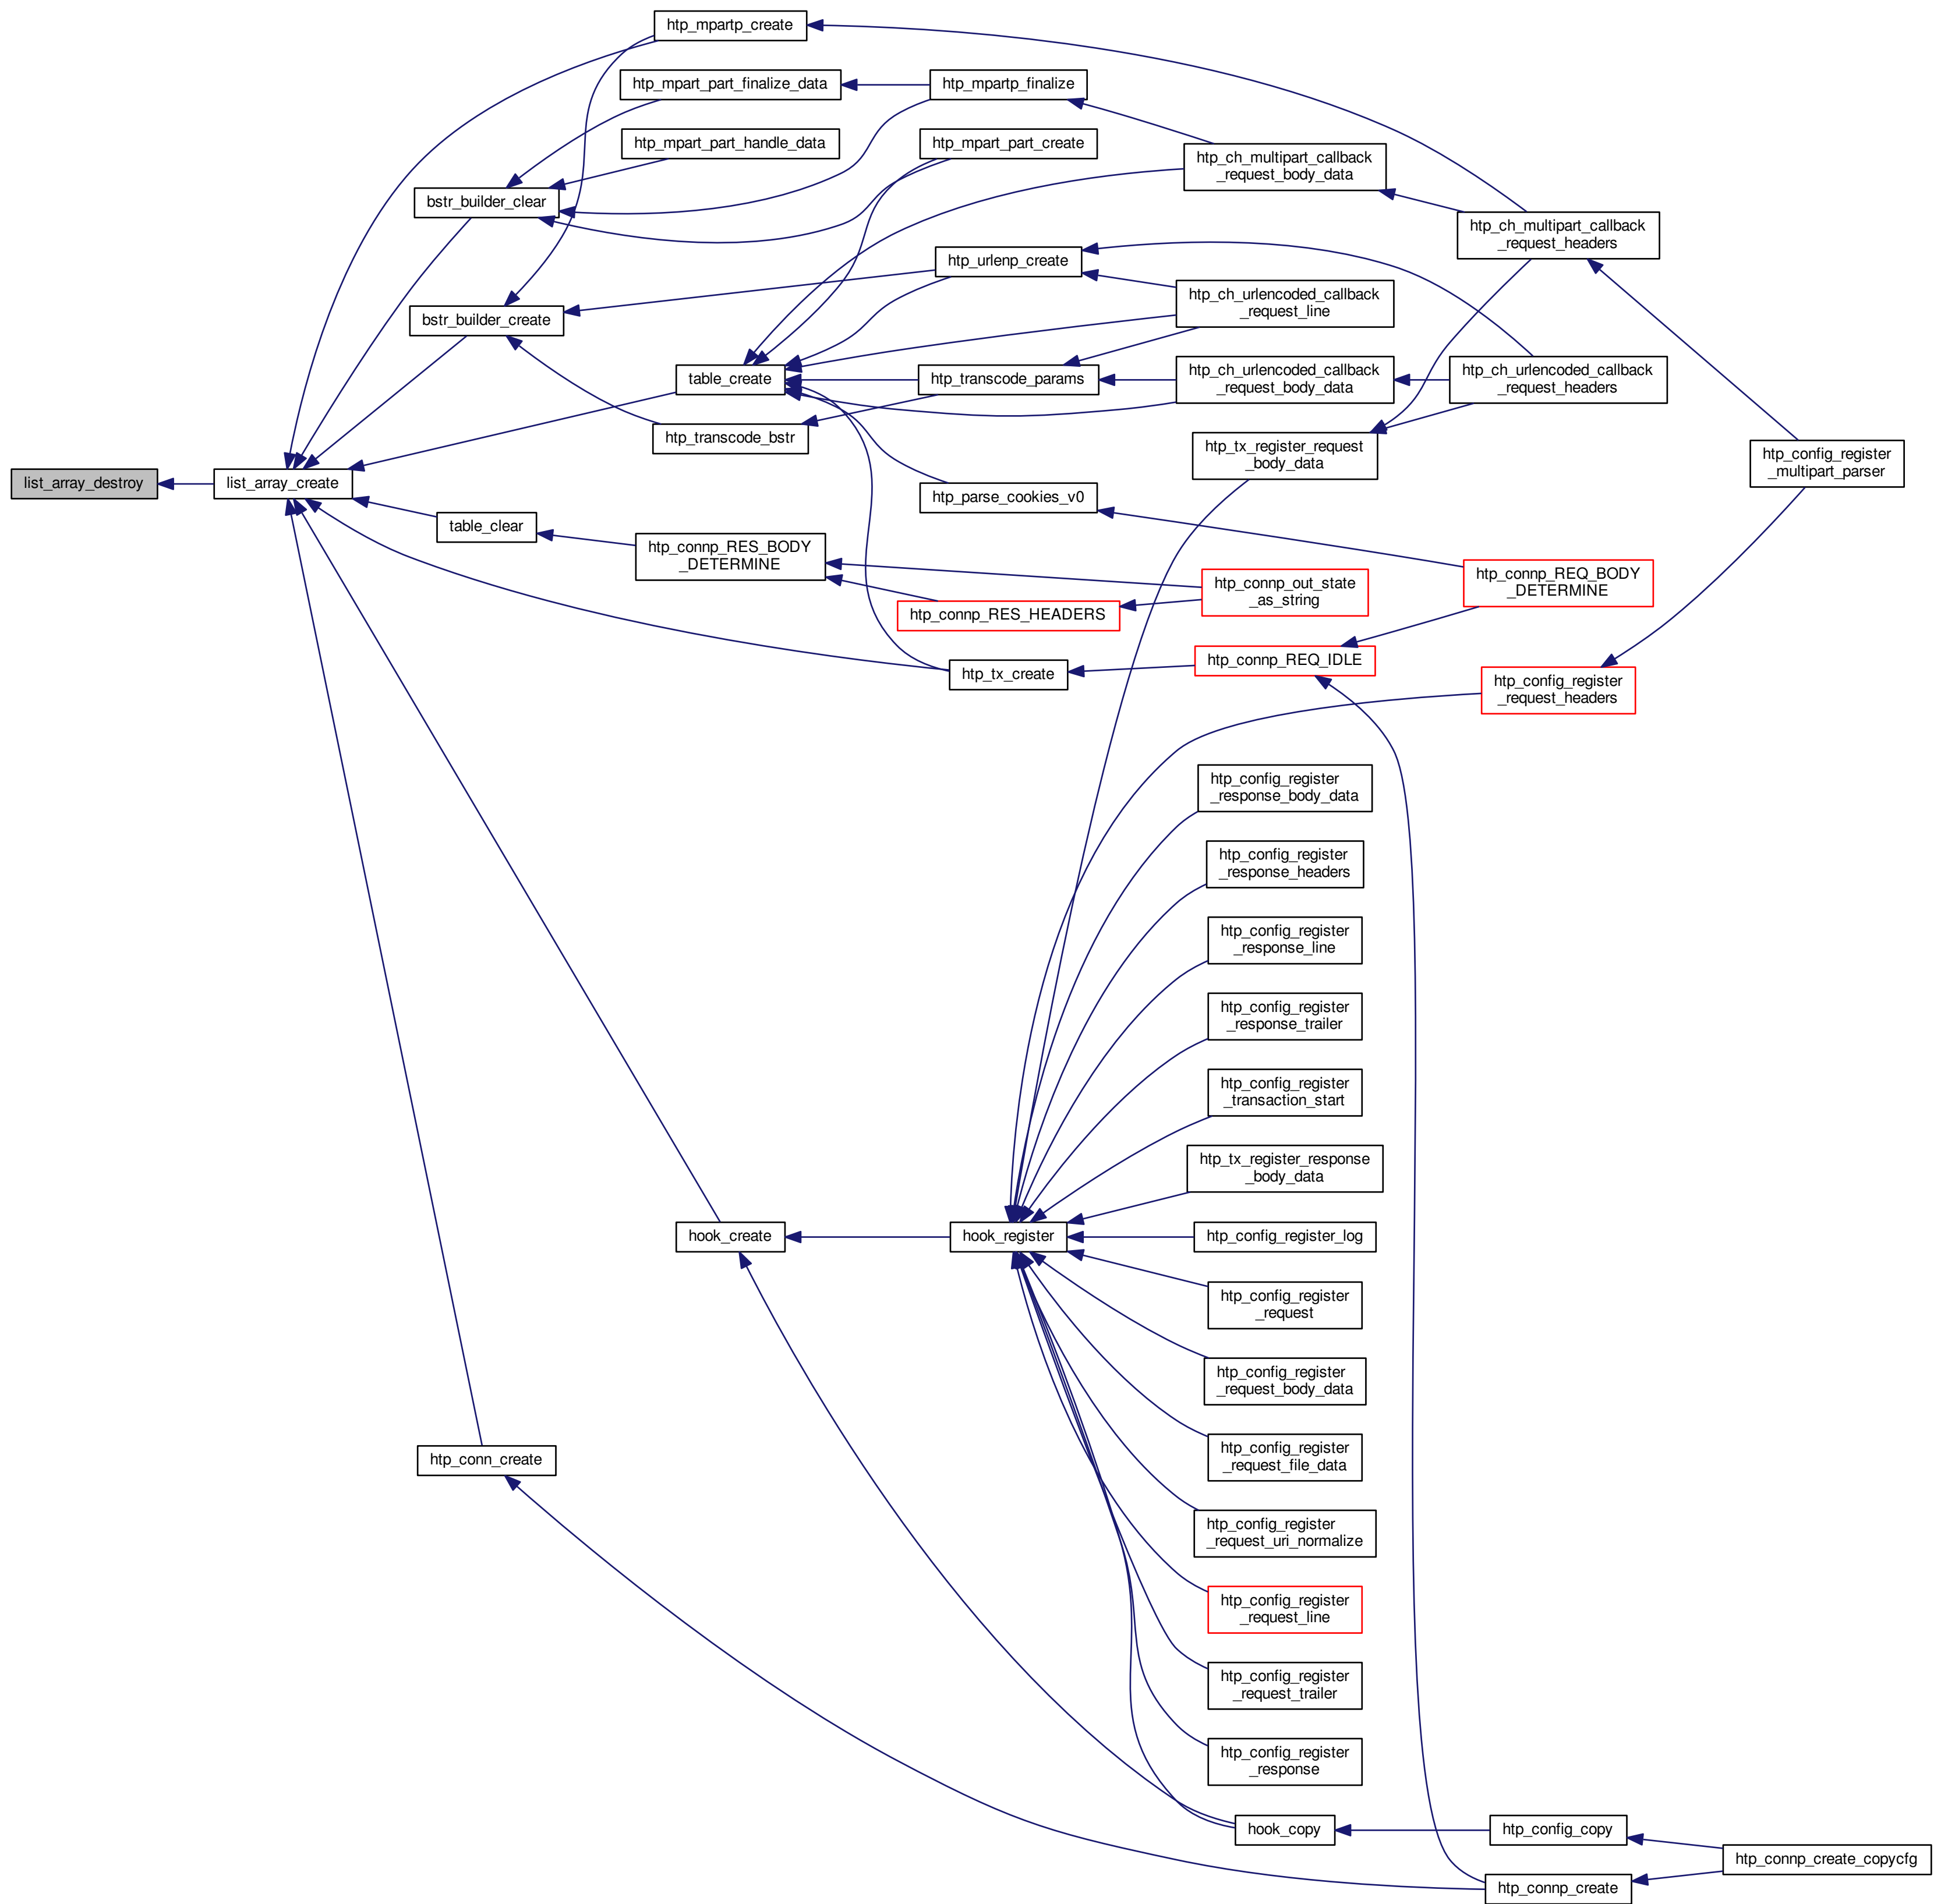 htp_mpartp_create
htp_mpart_part_finalize_data
htp_mpartp_finalize
htp_mpart_part_handle_data
htp_mpart_part_create
htp_ch_multipart_callback
_request_body_data
bstr_builder_clear
htp_ch_multipart_callback
_request_headers
htp_urlenp_create
htp_ch_urlencoded_callback
_request_line
bstr_builder_create
table_create
htp_transcode_params
htp_ch_urlencoded_callback
_request_body_data
htp_ch_urlencoded_callback
_request_headers
htp_transcode_bstr
htp_tx_register_request
_body_data
htp_config_register
_multipart_parser
list_array_destroy
list_array_create
htp_parse_cookies_v0
table_clear
htp_connp_RES_BODY
_DETERMINE
htp_connp_out_state
_as_string
htp_connp_REQ_BODY
_DETERMINE
htp_connp_RES_HEADERS
htp_tx_create
htp_connp_REQ_IDLE
htp_config_register
_request_headers
htp_config_register
_response_body_data
htp_config_register
_response_headers
htp_config_register
_response_line
htp_config_register
_response_trailer
htp_config_register
_transaction_start
htp_tx_register_response
_body_data
hook_create
hook_register
htp_config_register_log
htp_config_register
_request
htp_config_register
_request_body_data
htp_conn_create
htp_config_register
_request_file_data
htp_config_register
_request_uri_normalize
htp_config_register
_request_line
htp_config_register
_request_trailer
htp_config_register
_response
hook_copy
htp_config_copy
htp_connp_create_copycfg
htp_connp_create